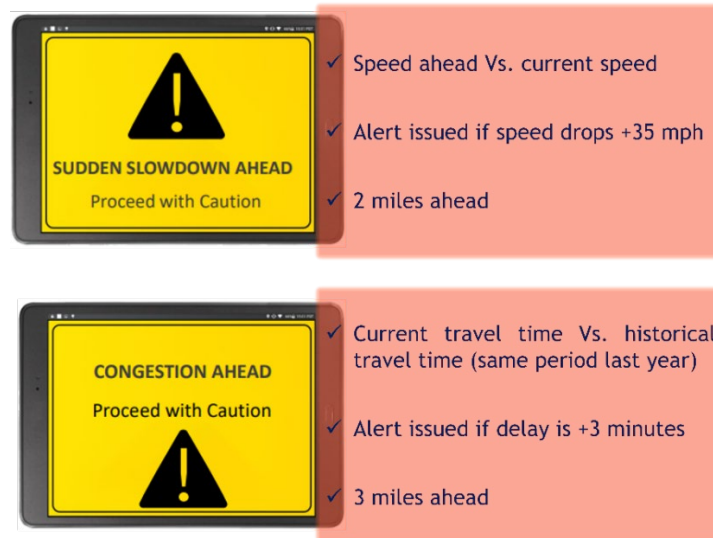 SUDDEN SLOWDOWN AHEAD
Proceed with Caution
✓ Speed ahead Vs. current speed
✓ Alert issued if speed drops +35 mph
✓ 2 miles ahead
CONGESTION AHEAD
Proceed with Caution
✓ Current travel time Vs. historical
travel time (same period last year)
✓ Alert issued if delay is +3 minutes
✓ 3 miles ahead